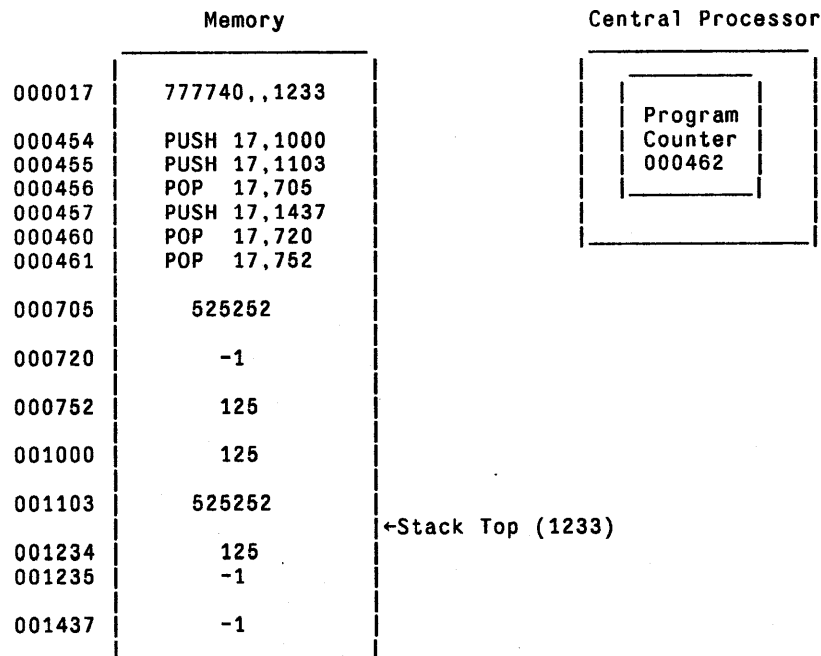 Memory Central Processor
000017 777740,,1233
Program
000454 PUSH 17,1000 Counter
000455 PUSH 17,1103 000462
000456 POP 17,705
000457 PUSH 17,1437
000460 POP 17,720
000461 POP 17,752
000705 525252
000720 -1
000752 125
001000 125
001103 525252
←Stack Top (1233)
001234 125
001235 -1
001437 -1